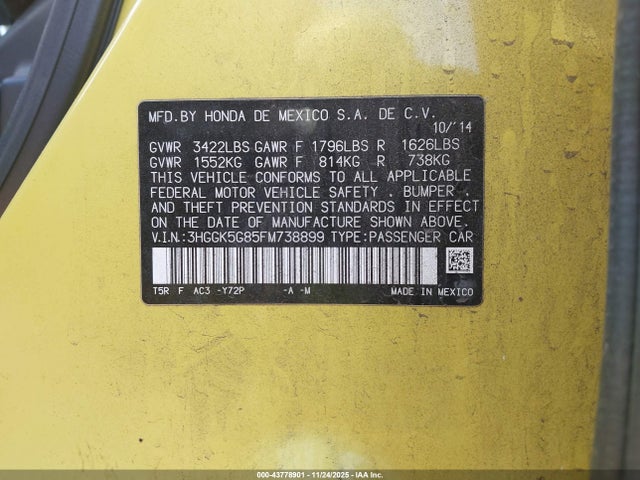 MFD.BY HONDA DE MEXICO S.A. DE C.V.
10/'14
GVWR 3422LBS GAWR F 1796LBS R 1626LBS
GVWR 1552KG GAWR F 814KG R 738KG
THIS VEHICLE CONFORMS TO ALL APPLICABLE
FEDERAL MOTOR VEHICLE SAFETY . BUMPER .
AND THEFT PREVENTION STANDARDS IN EFFECT
ON THE DATE OF MANUFACTURE SHOWN ABOVE.
V.I.N.:3HGGK5G85FM738899 TYPE:PASSENGER CAR
T5R F AC3 -Y72P -A -M MADE IN MEXICO
000-43778901 - 11/24/2025 - IAAI.COM